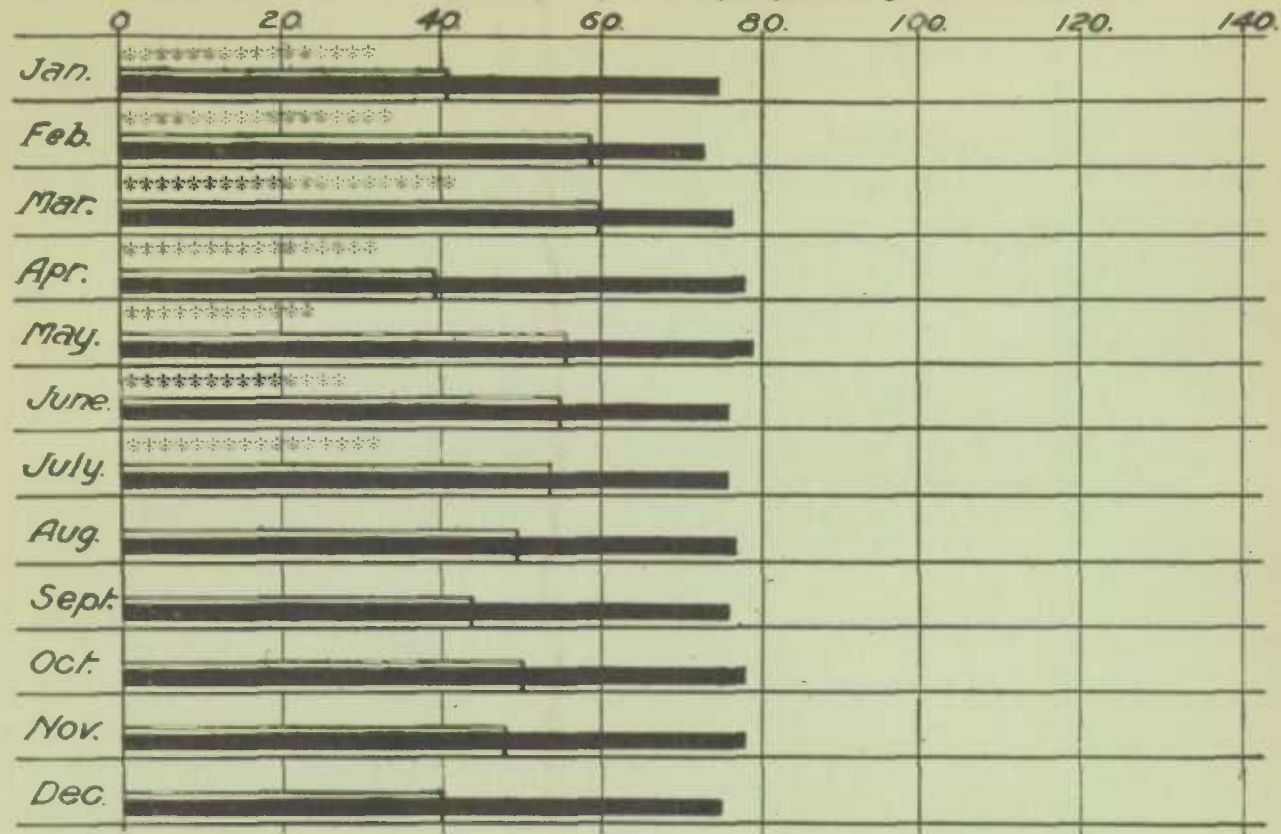 0. 20. 40. 60. 80. 100. 120. 140.
Jan.
Feb.
Mar.
Apr.
May.
June.
July.
Aug.
Sept.
Oct.
Nov.
Dec.